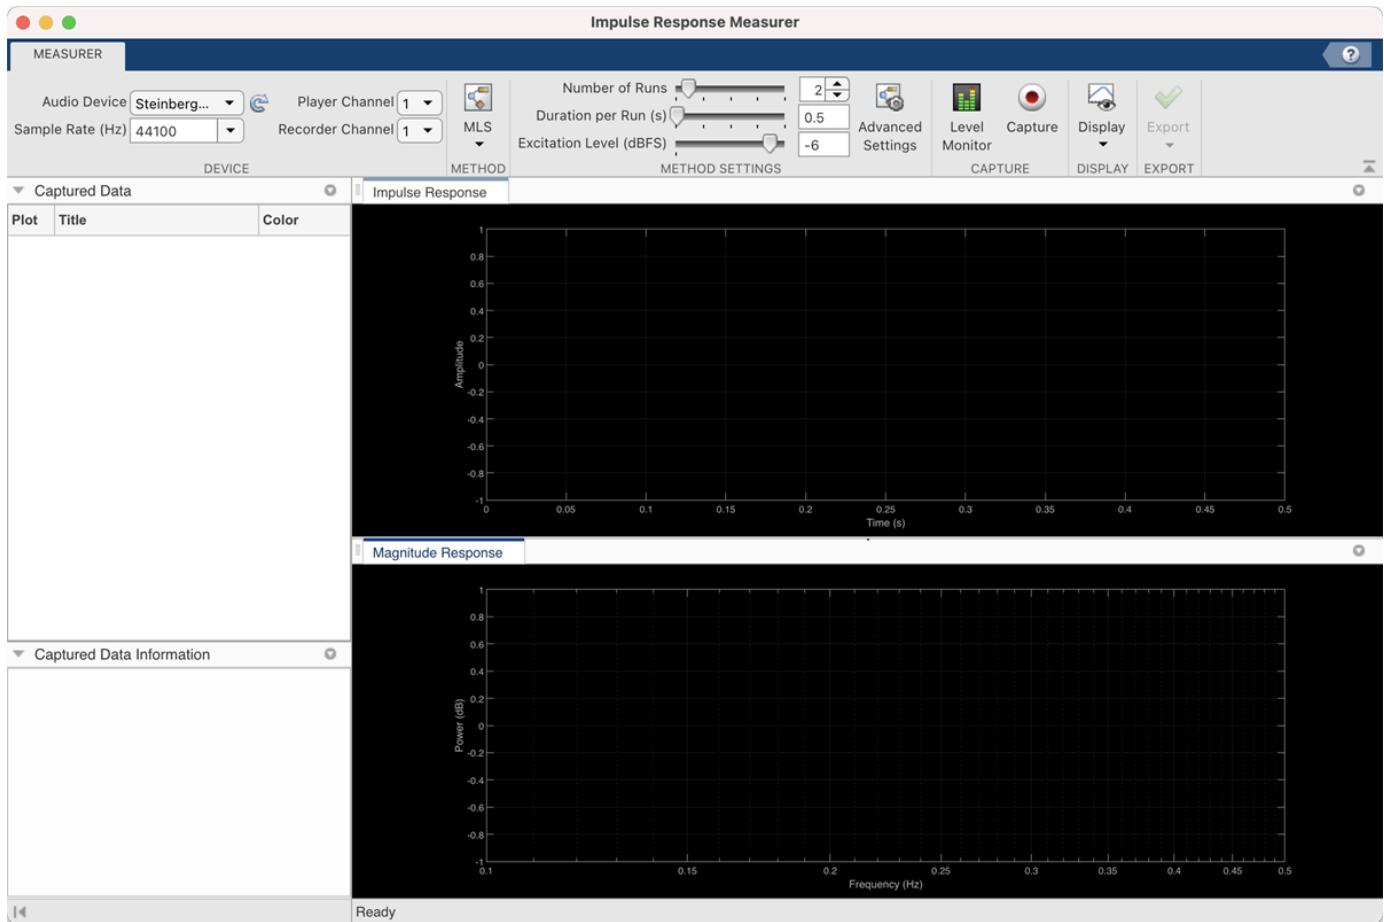 Impulse Response Measurer
MEASURER
?
Audio Device Steinberg... Player Channel 1
Sample Rate (Hz) 44100 Recorder Channel 1
DEVICE
MLS
METHOD
Number of Runs 2
Duration per Run (s) 0.5
Excitation Level (dBFS) -6
Advanced
Settings
METHOD SETTINGS
Level
Monitor
Capture
CAPTURE
Display
DISPLAY
Export
EXPORT
Captured Data
Plot Title Color
Captured Data Information
Impulse Response
1
0.8
0.6
0.4
0.2
0
-0.2
-0.4
-0.6
-0.8
-1
Amplitude
0 0.05 0.1 0.15 0.2 0.25 0.3 0.35 0.4 0.45 0.5
Time (s)
Magnitude Response
1
0.8
0.6
0.4
0.2
0
-0.2
-0.4
-0.6
-0.8
-1
Power (dB)
0.1 0.15 0.2 0.25 0.3 0.35 0.4 0.45 0.5
Frequency (Hz)
Ready